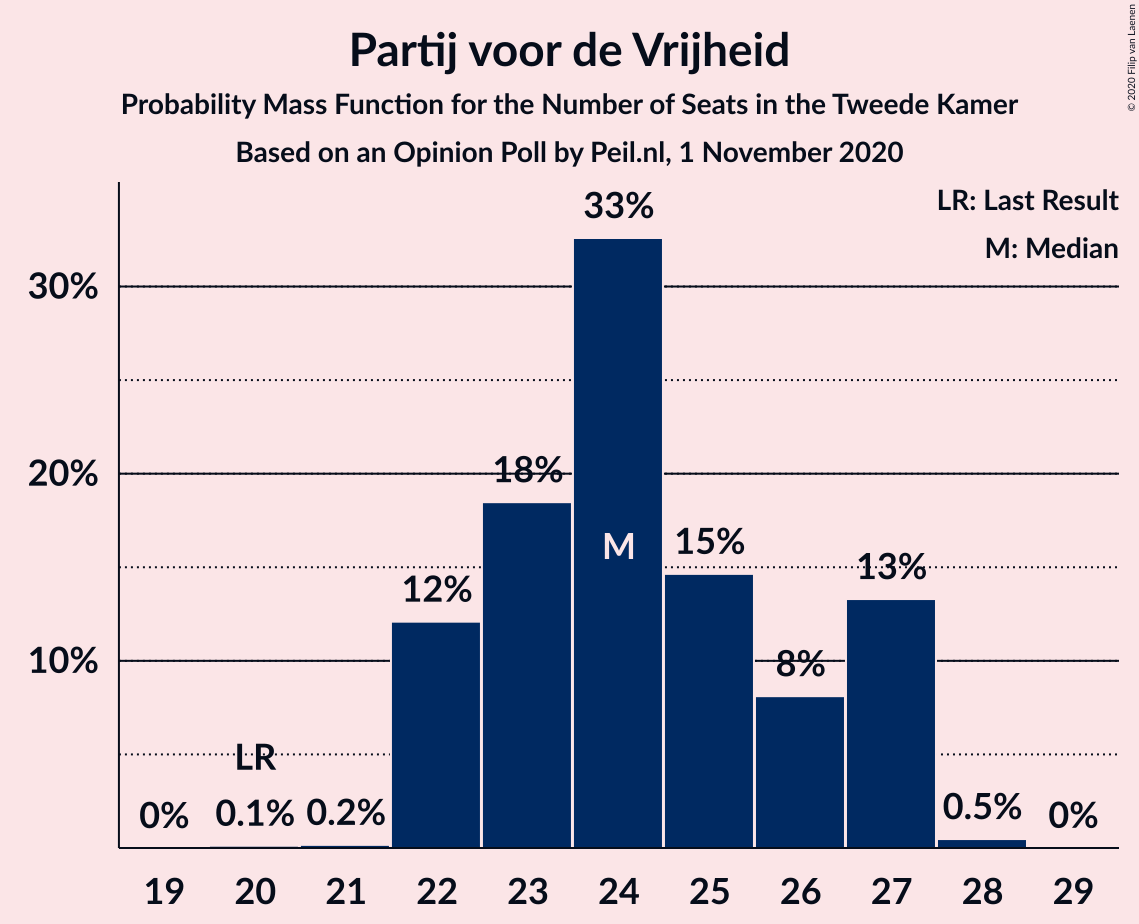 Partij voor de Vrijheid
Probability Mass Function for the Number of Seats in the Tweede Kamer
Based on an Opinion Poll by Peil.nl, 1 November 2020
© 2020 Filip van Laenen
LR: Last Result
M: Median
30%
20%
10%
0%
LR
0.1%
0.2%
12%
18%
33%
M
15%
8%
13%
0.5%
0%
19 20 21 22 23 24 25 26 27 28 29